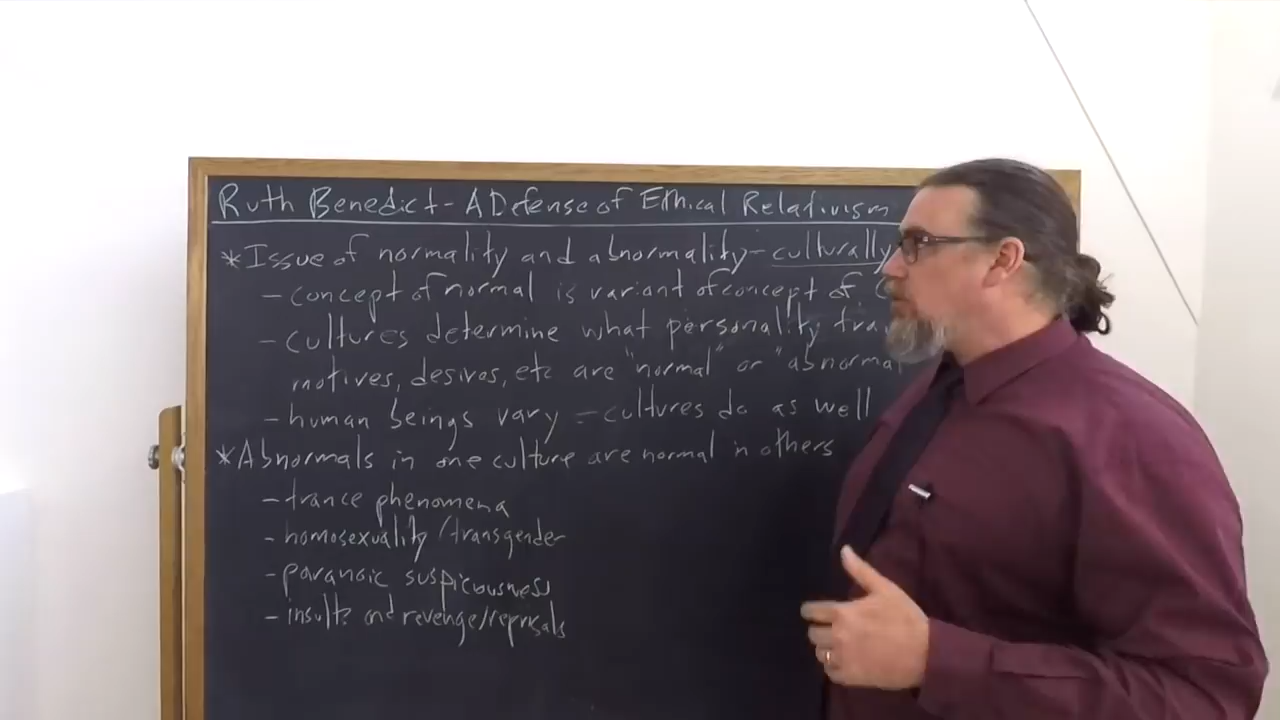 Ruth Benedict - A Defense of Ethical Relativism
* Issue of normality and abnormality - culturally
- concept of normal is variant of concept of
- cultures determine what personality
motives, desires, etc are "normal" or "abnormal
- human beings vary - cultures do as well
* Abnormals in one culture are normal in others
- trance phenomena
- homosexuality/transgender
- paranoic suspiciousness
- insults and revenge/reprisals